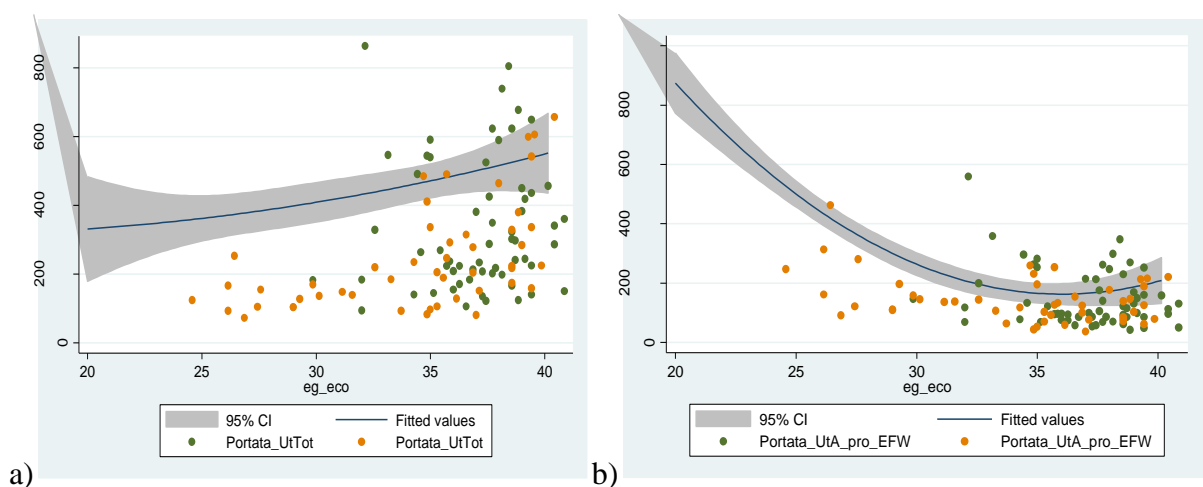 800
600
400
200
0
20 25 30 35 40
eg_eco
95% CI Fitted values
Portata_UtTot Portata_UtTot
a)
800
600
400
200
0
20 25 30 35 40
eg_eco
95% CI Fitted values
Portata_UtA_pro_EFW Portata_UtA_pro_EFW
b)